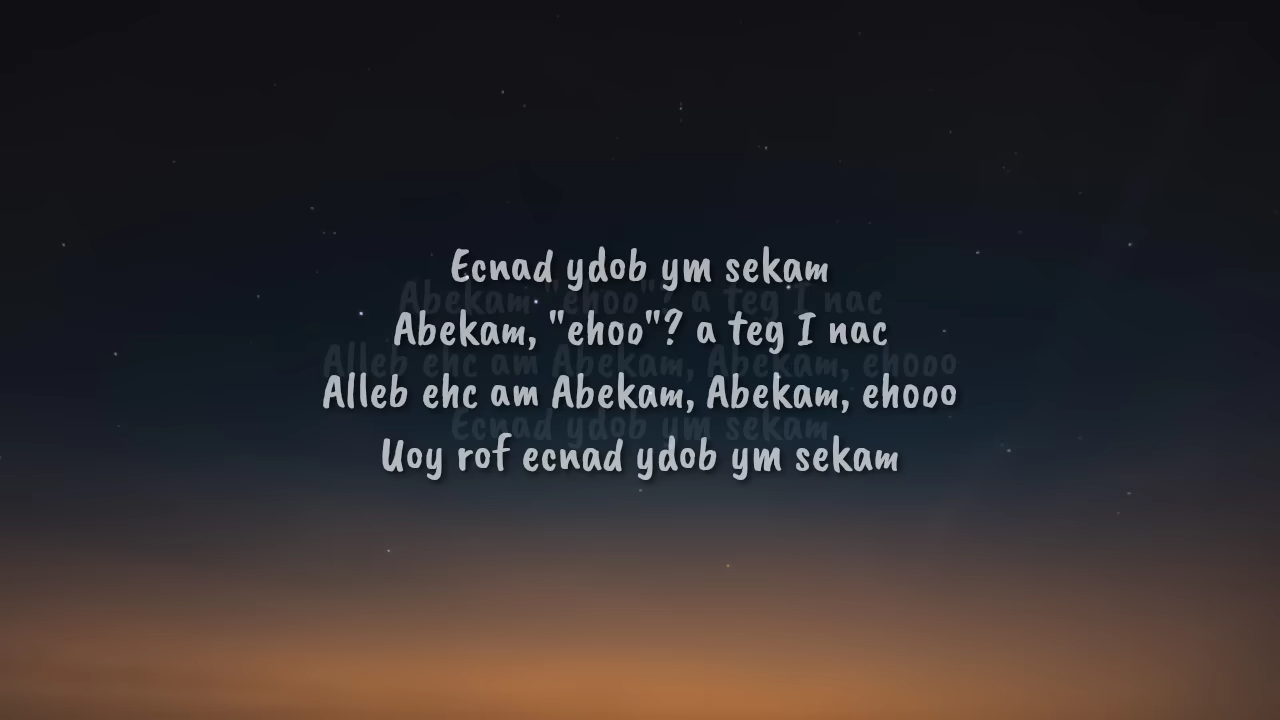 Ecnad ydob ym sekam
Abekam, "ehoo"? a teg I nac
Alleb ehc am Abekam, Abekam, ehooo
Uoy rof ecnad ydob ym sekam